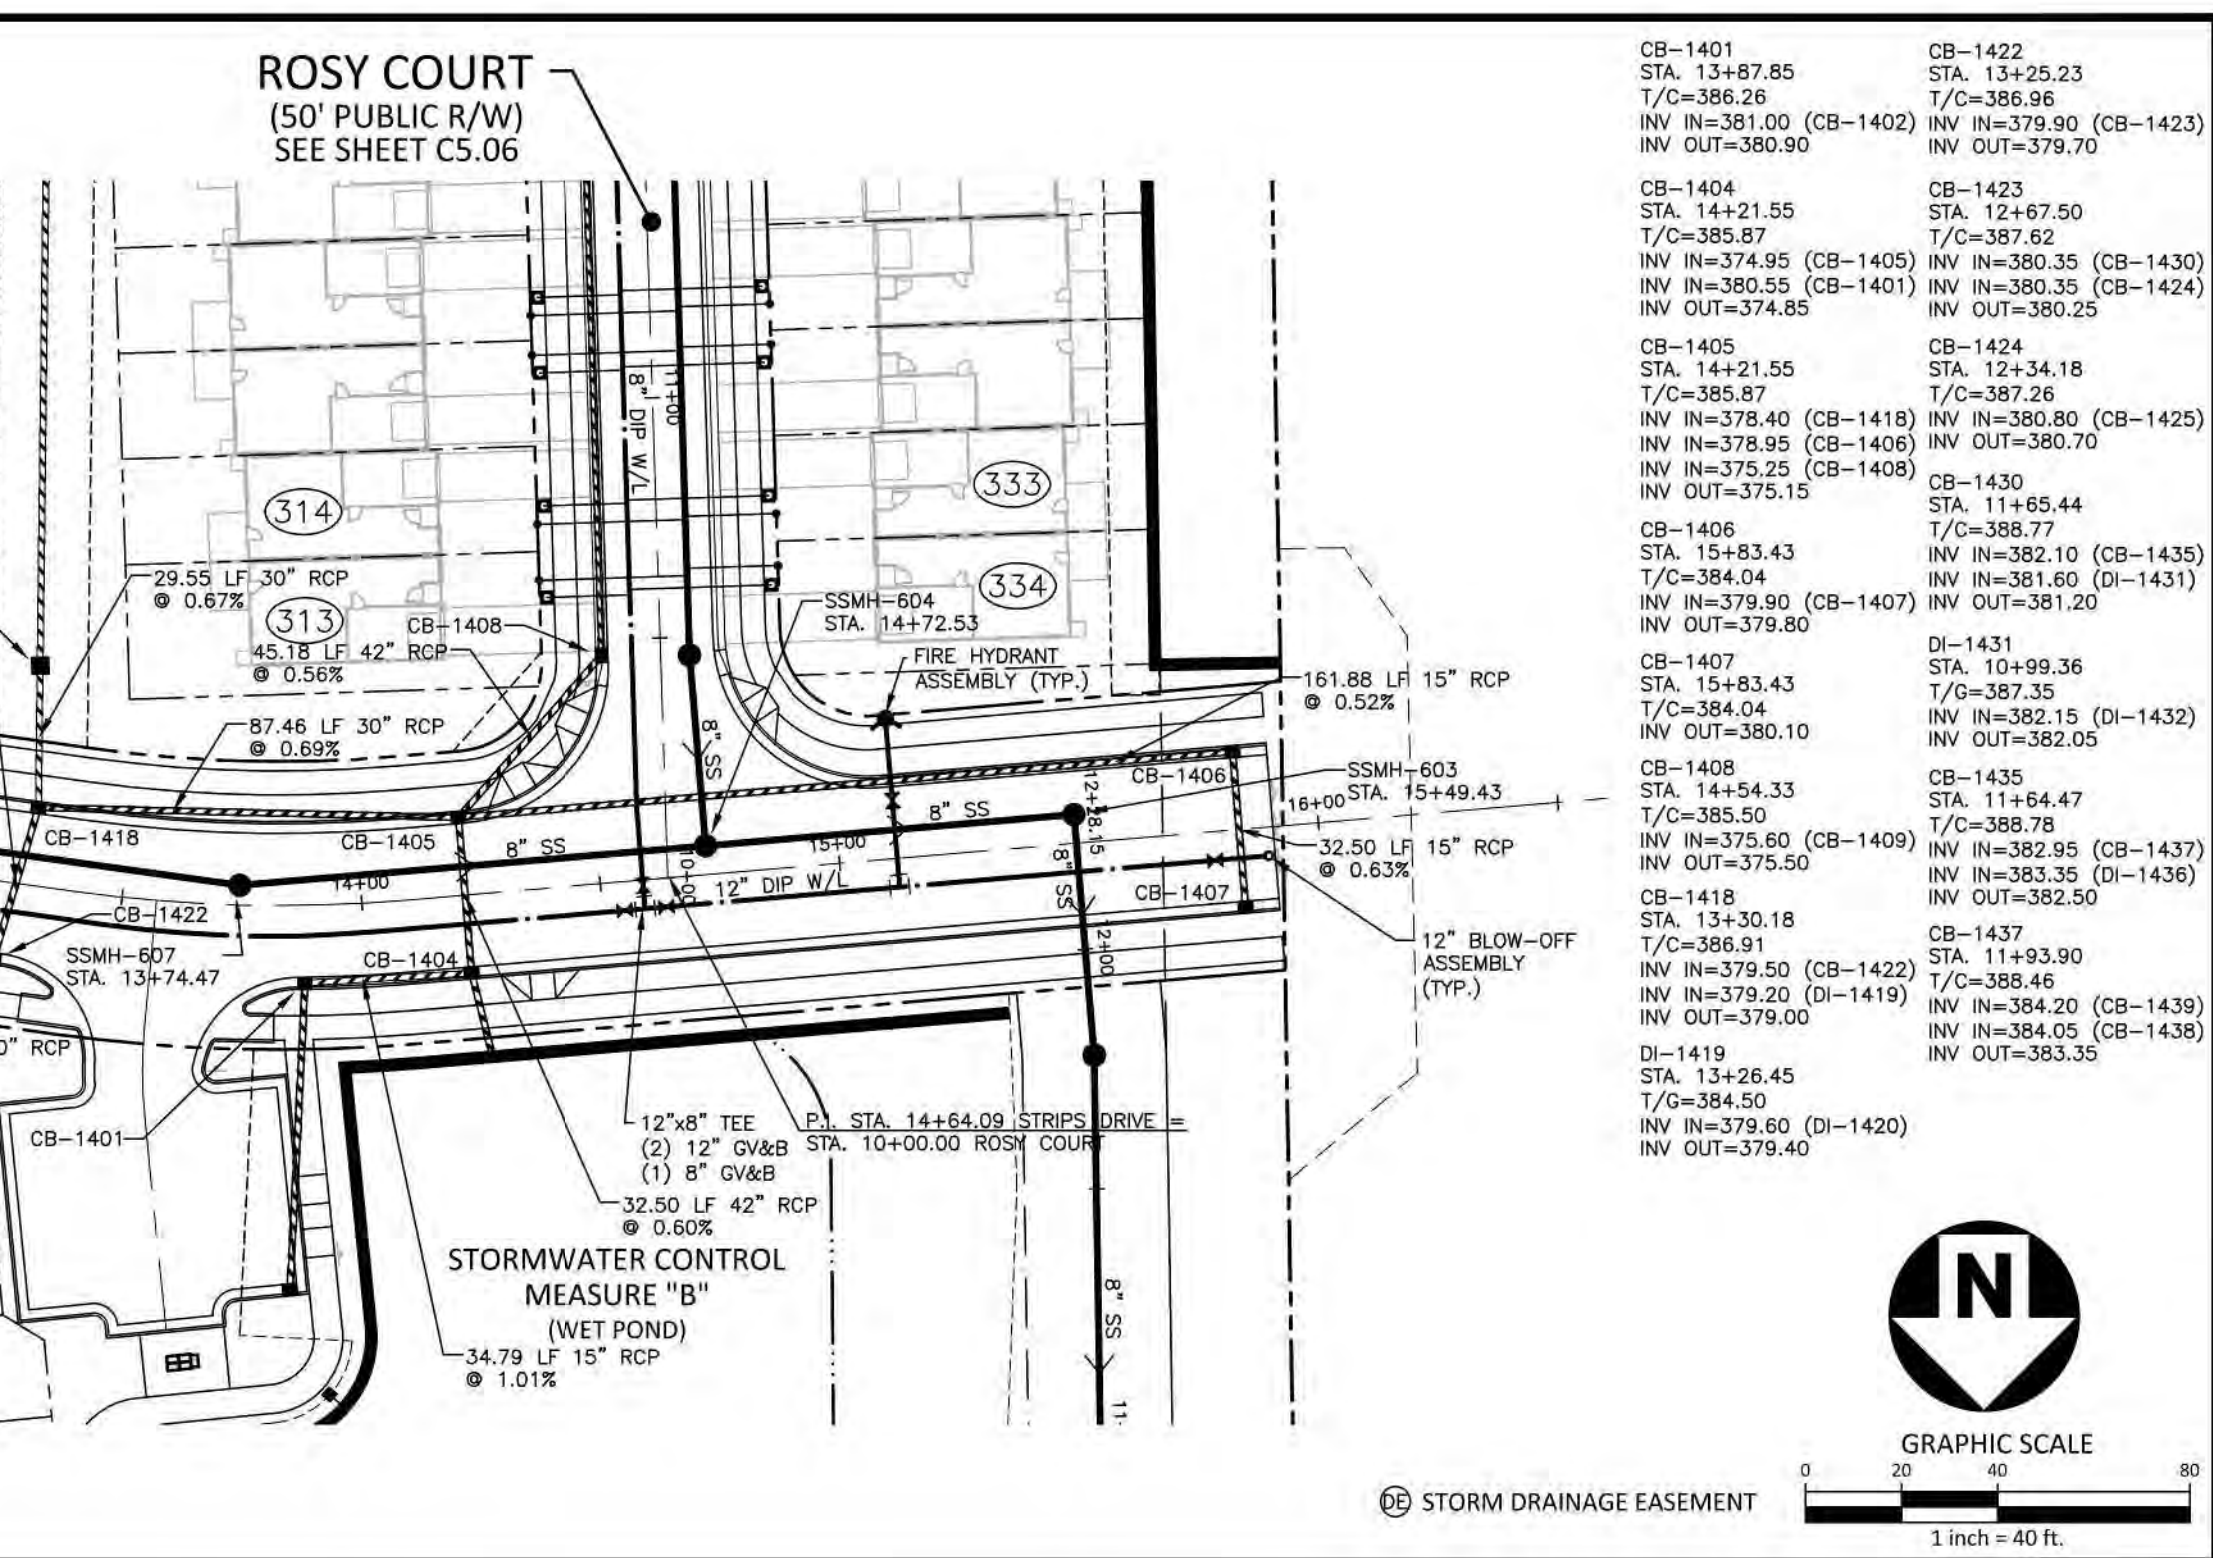 ROSY COURT
(50' PUBLIC R/W)
SEE SHEET C5.06
8" DIP W/L
11+00
314
313
333
334
29.55 LF 30" RCP
@ 0.67%
CB-1408
45.18 LF 42" RCP
@ 0.56%
87.46 LF 30" RCP
@ 0.69%
SSMH-604
STA. 14+72.53
FIRE HYDRANT
ASSEMBLY (TYP.)
161.88 LF 15" RCP
@ 0.52%
8" SS
CB-1406
SSMH-603
STA. 15+49.43
16+00
12+28.15
CB-1418
CB-1405
8" SS
8" SS
15+00
14+00
10+00
12" DIP W/L
8" SS
32.50 LF 15" RCP
@ 0.63%
CB-1407
CB-1422
SSMH-607
STA. 13+74.47
CB-1404
12+00
12" BLOW-OFF
ASSEMBLY
(TYP.)
0" RCP
CB-1401
12"x8" TEE
(2) 12" GV&B
(1) 8" GV&B
P.I. STA. 14+64.09 STRIPS DRIVE =
STA. 10+00.00 ROSY COURT
32.50 LF 42" RCP
@ 0.60%
STORMWATER CONTROL
MEASURE "B"
(WET POND)
34.79 LF 15" RCP
@ 1.01%
8" SS
11+
CB-1401
STA. 13+87.85
T/C=386.26
INV IN=381.00 (CB-1402)
INV OUT=380.90
CB-1404
STA. 14+21.55
T/C=385.87
INV IN=374.95 (CB-1405)
INV IN=380.55 (CB-1401)
INV OUT=374.85
CB-1405
STA. 14+21.55
T/C=385.87
INV IN=378.40 (CB-1418)
INV IN=378.95 (CB-1406)
INV IN=375.25 (CB-1408)
INV OUT=375.15
CB-1406
STA. 15+83.43
T/C=384.04
INV IN=379.90 (CB-1407)
INV OUT=379.80
CB-1407
STA. 15+83.43
T/C=384.04
INV OUT=380.10
CB-1408
STA. 14+54.33
T/C=385.50
INV IN=375.60 (CB-1409)
INV OUT=375.50
CB-1418
STA. 13+30.18
T/C=386.91
INV IN=379.50 (CB-1422)
INV IN=379.20 (DI-1419)
INV OUT=379.00
DI-1419
STA. 13+26.45
T/G=384.50
INV IN=379.60 (DI-1420)
INV OUT=379.40
CB-1422
STA. 13+25.23
T/C=386.96
INV IN=379.90 (CB-1423)
INV OUT=379.70
CB-1423
STA. 12+67.50
T/C=387.62
INV IN=380.35 (CB-1430)
INV IN=380.35 (CB-1424)
INV OUT=380.25
CB-1424
STA. 12+34.18
T/C=387.26
INV IN=380.80 (CB-1425)
INV OUT=380.70
CB-1430
STA. 11+65.44
T/C=388.77
INV IN=382.10 (CB-1435)
INV IN=381.60 (DI-1431)
INV OUT=381.20
DI-1431
STA. 10+99.36
T/G=387.35
INV IN=382.15 (DI-1432)
INV OUT=382.05
CB-1435
STA. 11+64.47
T/C=388.78
INV IN=382.95 (CB-1437)
INV IN=383.35 (DI-1436)
INV OUT=382.50
CB-1437
STA. 11+93.90
T/C=388.46
INV IN=384.20 (CB-1439)
INV IN=384.05 (CB-1438)
INV OUT=383.35
N
GRAPHIC SCALE
0 20 40 80
1 inch = 40 ft.
DE STORM DRAINAGE EASEMENT